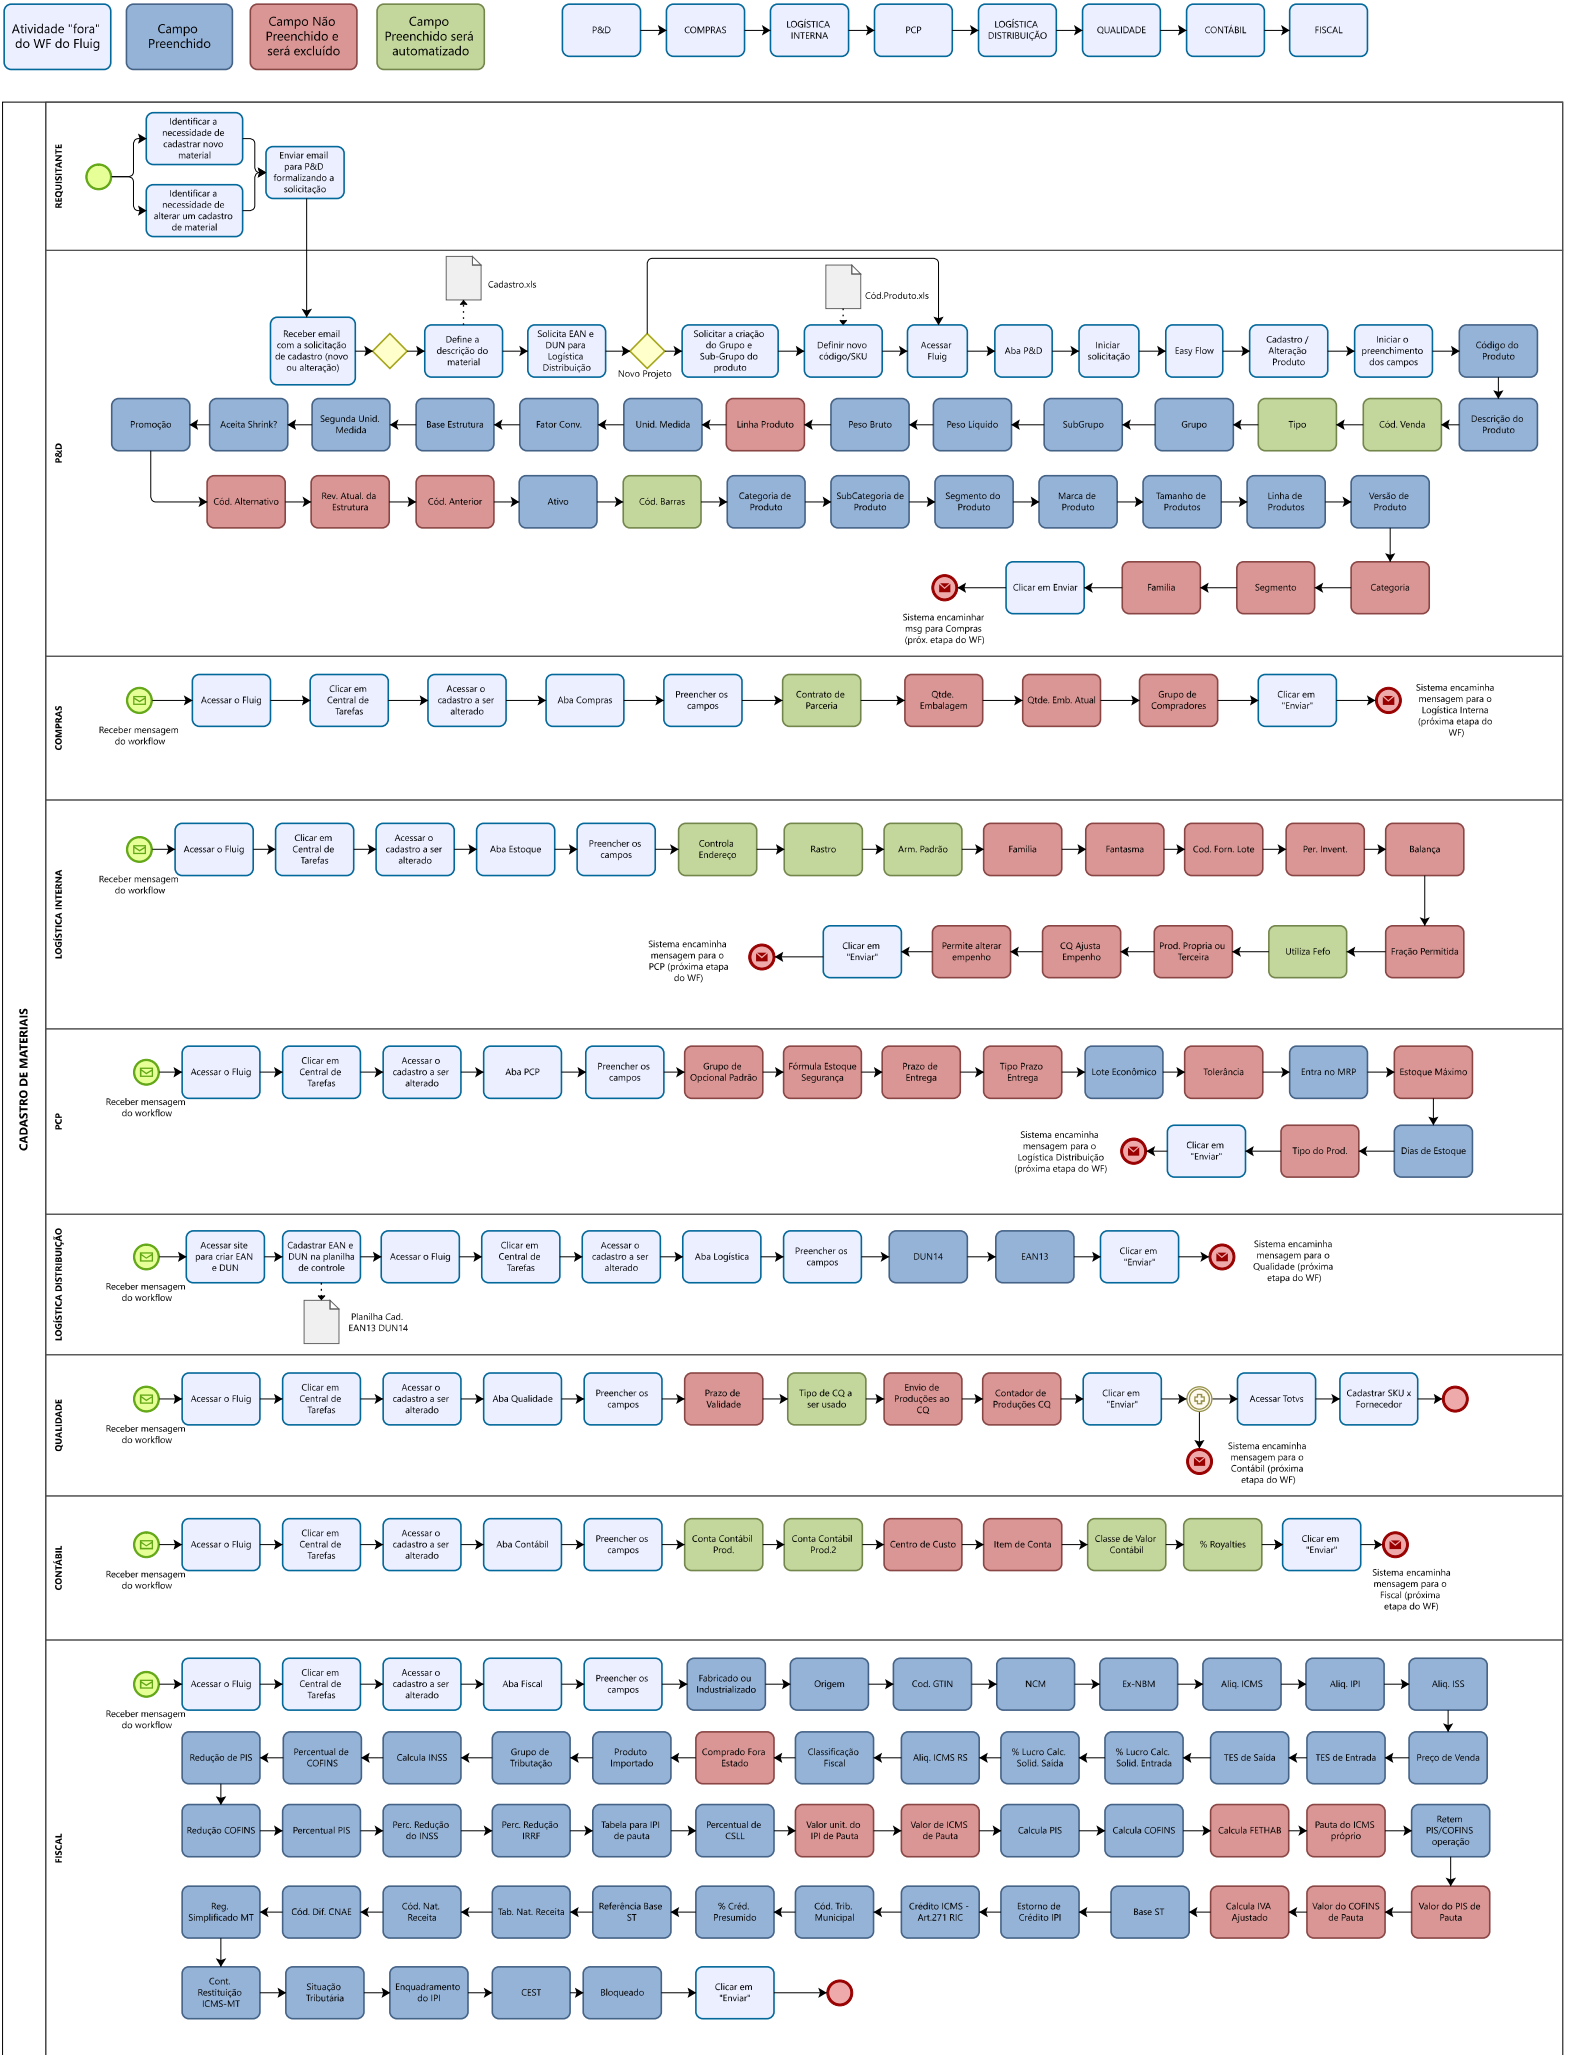 Atividade "fora"
do WF do Fluig
Campo
Preenchido
Campo Não
Preenchido e
será excluído
Campo
Preenchido será
automatizado
P&D
COMPRAS
LOGÍSTICA
INTERNA
PCP
LOGÍSTICA
DISTRIBUIÇÃO
QUALIDADE
CONTÁBIL
FISCAL
CADASTRO DE MATERIAIS
REQUISITANTE
Identificar a
necessidade de
cadastrar novo
material
Identificar a
necessidade de
alterar um cadastro
de material
Enviar email
para P&D
formalizando a
solicitação
P&D
Cadastro.xls
Cód.Produto.xls
Receber email
com a solicitação
de cadastro (novo
ou alteração)
Define a
descrição do
material
Solicita EAN e
DUN para
Logística
Distribuição
Novo Projeto
Solicitar a criação
do Grupo e
Sub-Grupo do
produto
Definir novo
código/SKU
Acessar
Fluig
Aba P&D
Iniciar
solicitação
Easy Flow
Cadastro /
Alteração
Produto
Iniciar o
preenchimento
dos campos
Código do
Produto
Promoção
Aceita Shrink?
Segunda Unid.
Medida
Base Estrutura
Fator Conv.
Unid. Medida
Linha Produto
Peso Bruto
Peso Líquido
SubGrupo
Grupo
Tipo
Cód. Venda
Descrição do
Produto
Cód. Alternativo
Rev. Atual. da
Estrutura
Cód. Anterior
Ativo
Cód. Barras
Categoria de
Produto
SubCategoria de
Produto
Segmento do
Produto
Marca de
Produto
Tamanho de
Produtos
Linha de
Produtos
Versão de
Produto
Sistema encaminhar
msg para Compras
(próx. etapa do WF)
Clicar em Enviar
Familia
Segmento
Categoria
COMPRAS
Receber mensagem
do workflow
Acessar o Fluig
Clicar em
Central de
Tarefas
Acessar o
cadastro a ser
alterado
Aba Compras
Preencher os
campos
Contrato de
Parceria
Qtde.
Embalagem
Qtde. Emb. Atual
Grupo de
Compradores
Clicar em
"Enviar"
Sistema encaminha
mensagem para o
Logística Interna
(próxima etapa do
WF)
LOGÍSTICA INTERNA
Receber mensagem
do workflow
Acessar o Fluig
Clicar em
Central de
Tarefas
Acessar o
cadastro a ser
alterado
Aba Estoque
Preencher os
campos
Controla
Endereço
Rastro
Arm. Padrão
Familia
Fantasma
Cod. Forn. Lote
Per. Invent.
Balança
Sistema encaminha
mensagem para o
PCP (próxima etapa
do WF)
Clicar em
"Enviar"
Permite alterar
empenho
CQ Ajusta
Empenho
Prod. Propria ou
Terceira
Utiliza Fefo
Fração Permitida
PCP
Receber mensagem
do workflow
Acessar o Fluig
Clicar em
Central de
Tarefas
Acessar o
cadastro a ser
alterado
Aba PCP
Preencher os
campos
Grupo de
Opcional Padrão
Fórmula Estoque
Segurança
Prazo de
Entrega
Tipo Prazo
Entrega
Lote Econômico
Tolerância
Entra no MRP
Estoque Máximo
Sistema encaminha
mensagem para o
Logística Distribuição
(próxima etapa do WF)
Clicar em
"Enviar"
Tipo do Prod.
Dias de Estoque
LOGÍSTICA DISTRIBUIÇÃO
Receber mensagem
do workflow
Acessar site
para criar EAN
e DUN
Cadastrar EAN e
DUN na planilha
de controle
Acessar o Fluig
Clicar em
Central de
Tarefas
Acessar o
cadastro a ser
alterado
Aba Logística
Preencher os
campos
DUN14
EAN13
Clicar em
"Enviar"
Sistema encaminha
mensagem para o
Qualidade (próxima
etapa do WF)
Planilha Cad.
EAN13 DUN14
QUALIDADE
Receber mensagem
do workflow
Acessar o Fluig
Clicar em
Central de
Tarefas
Acessar o
cadastro a ser
alterado
Aba Qualidade
Preencher os
campos
Prazo de
Validade
Tipo de CQ a
ser usado
Envio de
Produções ao
CQ
Contador de
Produções CQ
Clicar em
"Enviar"
Acessar Totvs
Cadastrar SKU x
Fornecedor
Sistema encaminha
mensagem para o
Contábil (próxima
etapa do WF)
CONTÁBIL
Receber mensagem
do workflow
Acessar o Fluig
Clicar em
Central de
Tarefas
Acessar o
cadastro a ser
alterado
Aba Contábil
Preencher os
campos
Conta Contábil
Prod.
Conta Contábil
Prod.2
Centro de Custo
Item de Conta
Classe de Valor
Contábil
% Royalties
Clicar em
"Enviar"
Sistema encaminha
mensagem para o
Fiscal (próxima
etapa do WF)
FISCAL
Receber mensagem
do workflow
Acessar o Fluig
Clicar em
Central de
Tarefas
Acessar o
cadastro a ser
alterado
Aba Fiscal
Preencher os
campos
Fabricado ou
Industrializado
Origem
Cod. GTIN
NCM
Ex-NBM
Aliq. ICMS
Aliq. IPI
Aliq. ISS
Redução de PIS
Percentual de
COFINS
Calcula INSS
Grupo de
Tributação
Produto
Importado
Comprado Fora
Estado
Classificação
Fiscal
Aliq. ICMS RS
% Lucro Calc.
Solid. Saída
% Lucro Calc.
Solid. Entrada
TES de Saída
TES de Entrada
Preço de Venda
Redução COFINS
Percentual PIS
Perc. Redução
do INSS
Perc. Redução
IRRF
Tabela para IPI
de pauta
Percentual de
CSLL
Valor unit. do
IPI de Pauta
Valor de ICMS
de Pauta
Calcula PIS
Calcula COFINS
Calcula FETHAB
Pauta do ICMS
próprio
Retem
PIS/COFINS
operação
Reg.
Simplificado MT
Cód. Dif. CNAE
Cód. Nat.
Receita
Tab. Nat. Receita
Referência Base
ST
% Créd.
Presumido
Cód. Trib.
Municipal
Crédito ICMS -
Art.271 RIC
Estorno de
Crédito IPI
Base ST
Calcula IVA
Ajustado
Valor do COFINS
de Pauta
Valor do PIS de
Pauta
Cont.
Restituição
ICMS-MT
Situação
Tributária
Enquadramento
do IPI
CEST
Bloqueado
Clicar em
"Enviar"